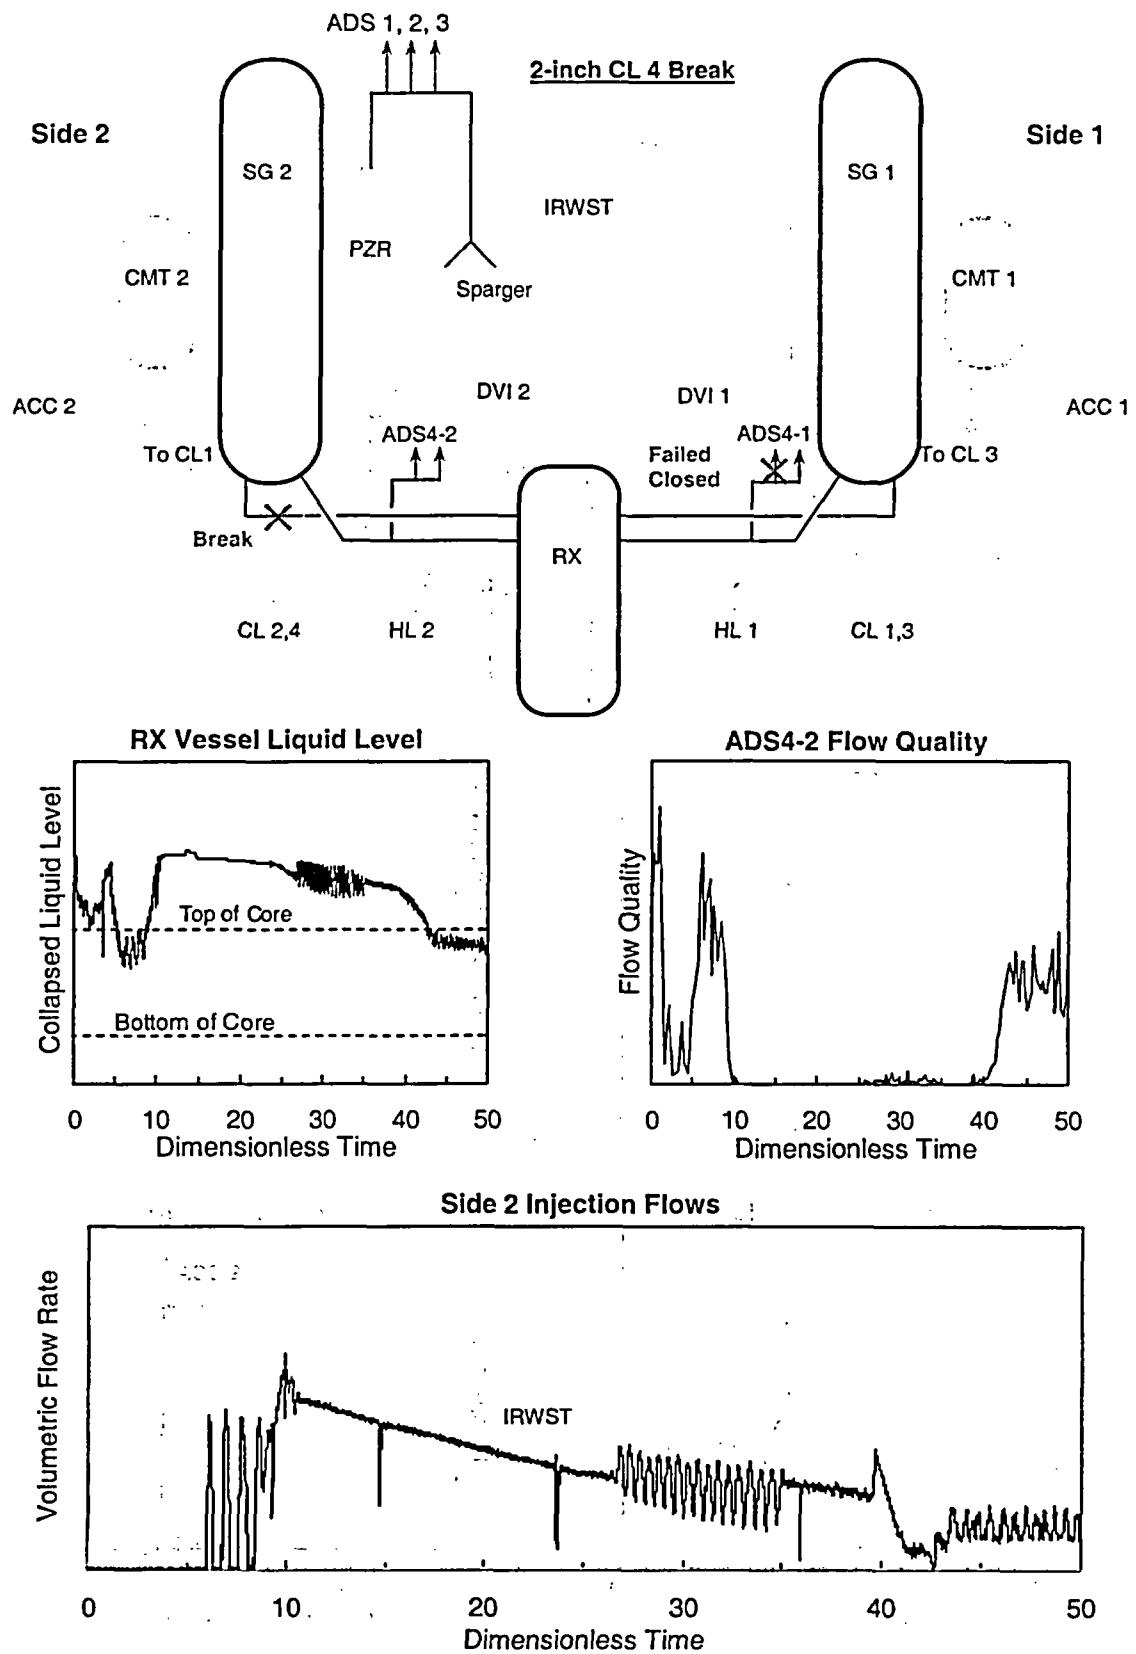 ADS 1, 2, 3
2-inch CL 4 Break
Side 2
Side 1
SG 2
SG 1
IRWST
PZR
CMT 2
CMT 1
Sparger
DVI 2
DVI 1
ACC 2
ACC 1
ADS4-2
ADS4-1
To CL1
Failed
Closed
To CL 3
Break
RX
CL 2,4
HL 2
HL 1
CL 1,3
RX Vessel Liquid Level
Collapsed Liquid Level
Top of Core
Bottom of Core
0 10 20 30 40 50
Dimensionless Time
ADS4-2 Flow Quality
Flow Quality
0 10 20 30 40 50
Dimensionless Time
Side 2 Injection Flows
Volumetric Flow Rate
IRWST
0 10 20 30 40 50
Dimensionless Time